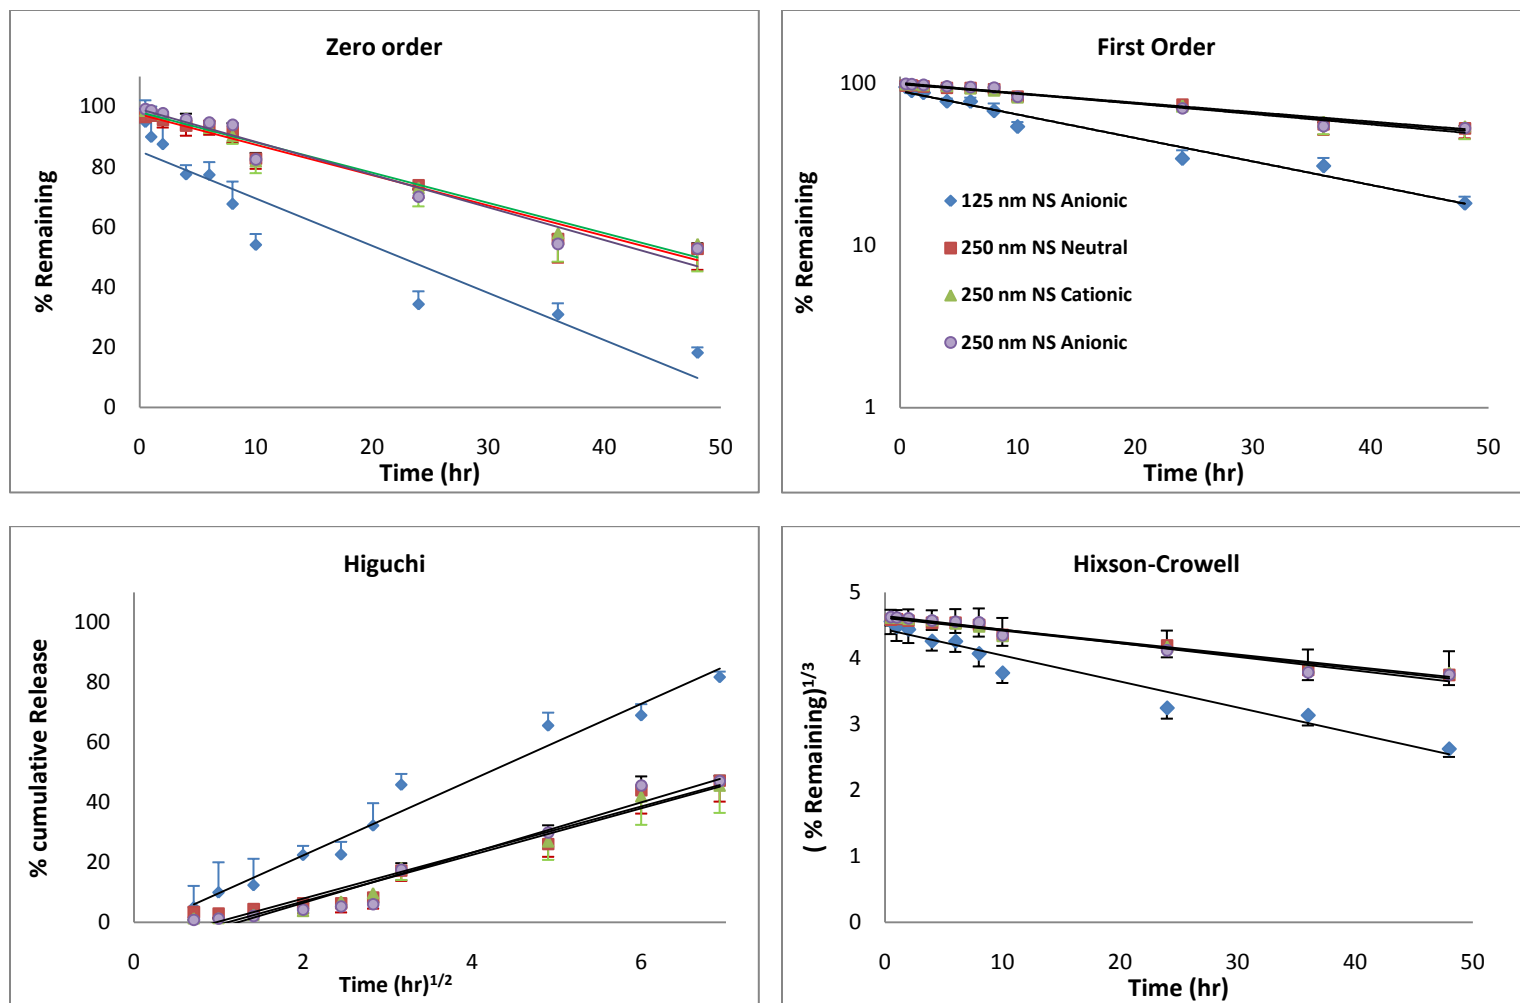 Zero order
100
80
60
40
20
0
% Remaining
0 10 20 30 40 50
Time (hr)
First Order
100
10
1
% Remaining
0 10 20 30 40 50
Time (hr)
125 nm NS Anionic
250 nm NS Neutral
250 nm NS Cationic
250 nm NS Anionic
Higuchi
100
80
60
40
20
0
% cumulative Release
0 2 4 6
Time (hr)1/2
Hixson-Crowell
5
4
3
2
1
0
( % Remaining)1/3
0 10 20 30 40 50
Time (hr)